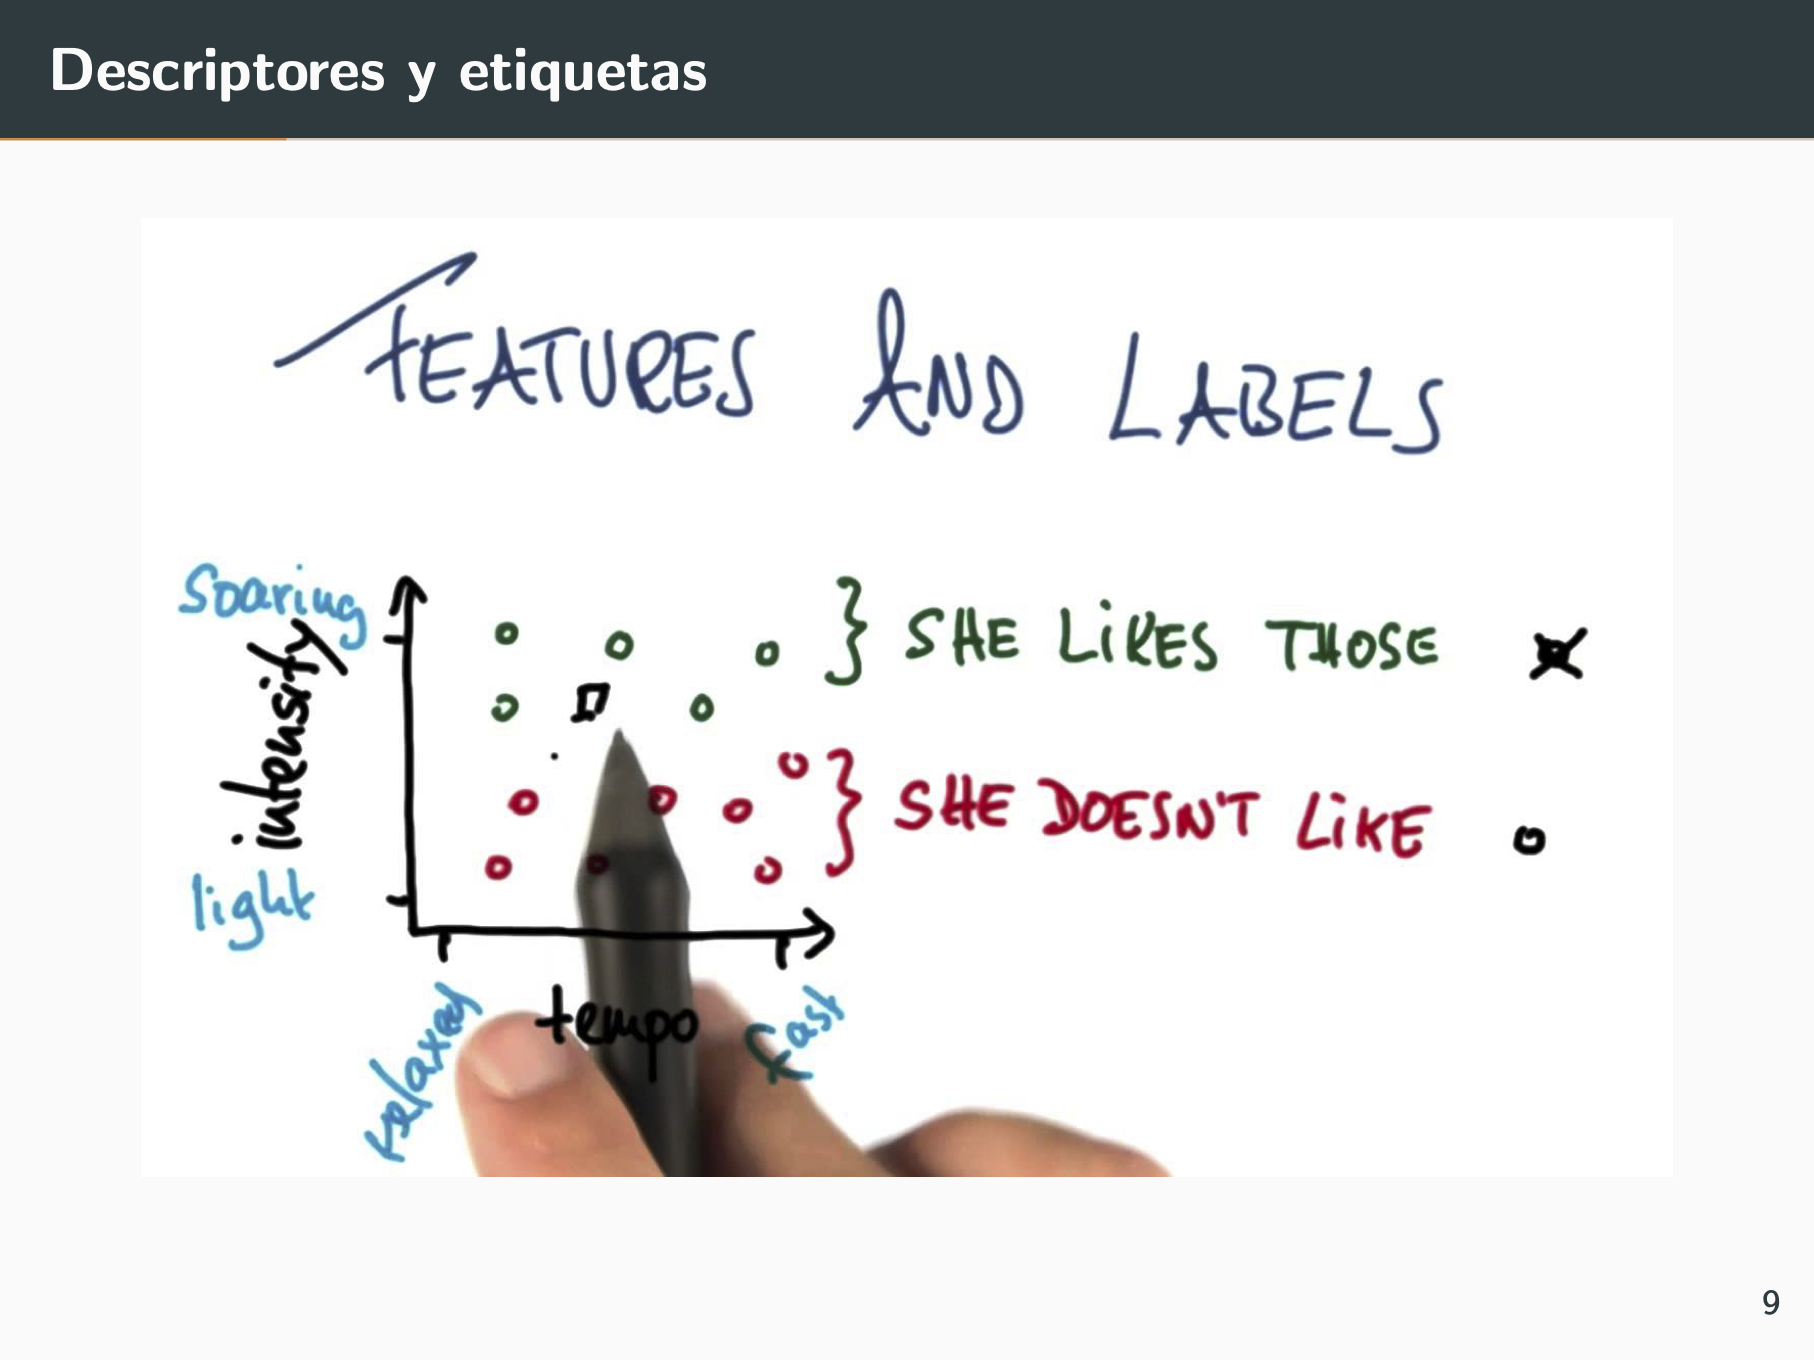 Descriptores y etiquetas
FEATURES AND LABELS
Soaring
intensity
light
SHE LIKES THOSE
SHE DOESN'T LIKE
relaxed
tempo
fast
9